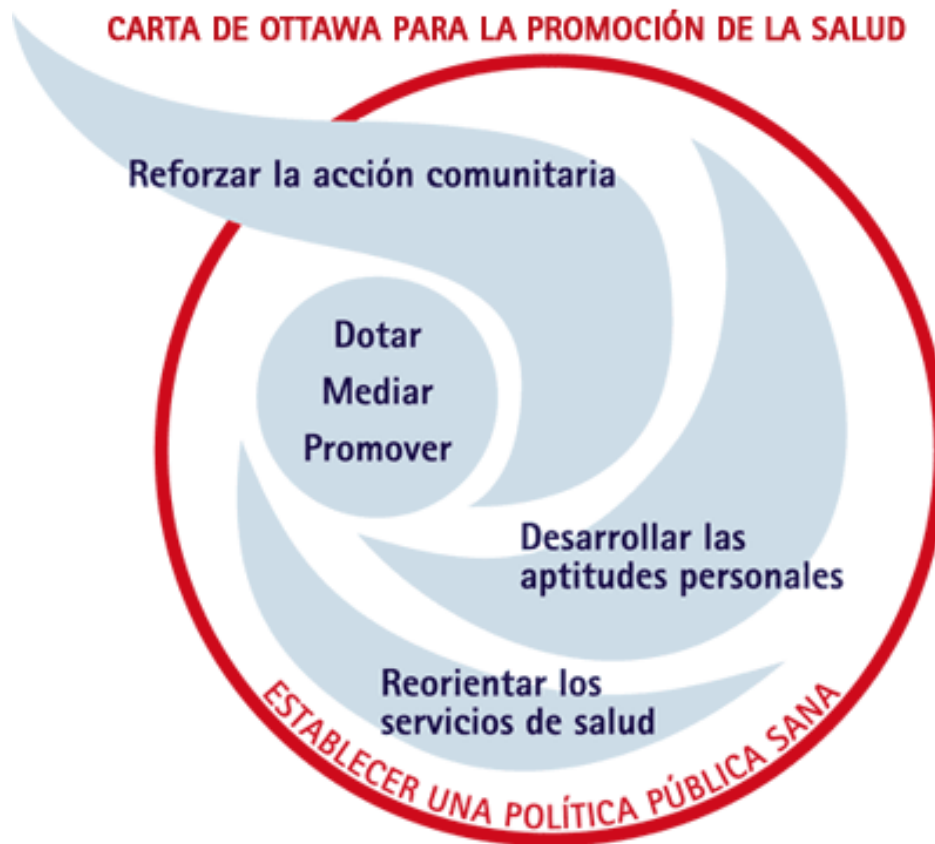 CARTA DE OTTAWA PARA LA PROMOCIÓN DE LA SALUD
Reforzar la acción comunitaria
Dotar
Mediar
Promover
Desarrollar las
aptitudes personales
Reorientar los
servicios de salud
ESTABLECER UNA POLÍTICA PÚBLICA SANA